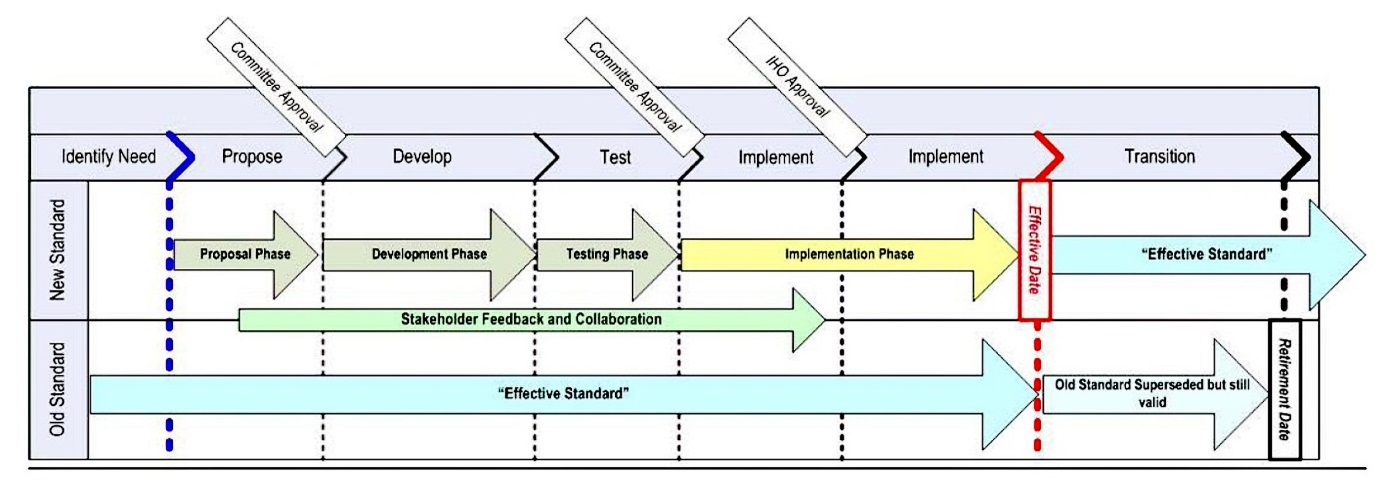 Committee Approval
Committee Approval
IHO Approval
Identify Need
Propose
Develop
Test
Implement
Implement
Transition
New Standard
Proposal Phase
Development Phase
Testing Phase
Implementation Phase
Effective Date
“Effective Standard”
Stakeholder Feedback and Collaboration
Old Standard
“Effective Standard”
Old Standard Superseded but still
valid
Retirement Date